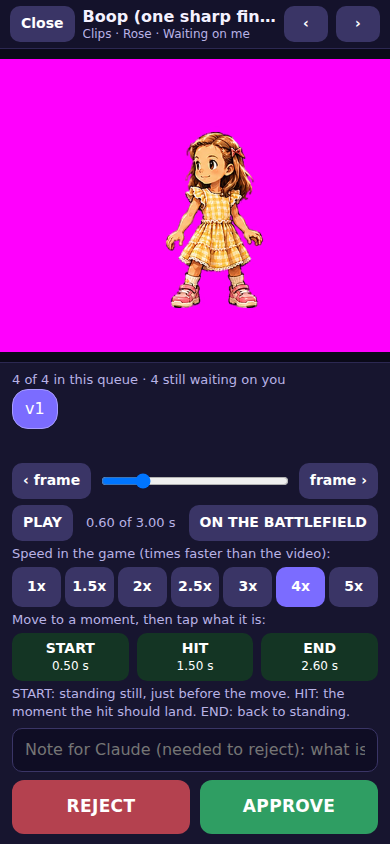 Close
Boop (one sharp fin…
Clips · Rose · Waiting on me
‹
›
4 of 4 in this queue · 4 still waiting on you
v1
‹ frame
frame ›
PLAY
0.60 of 3.00 s
ON THE BATTLEFIELD
Speed in the game (times faster than the video):
1x 1.5x 2x 2.5x 3x 4x 5x
Move to a moment, then tap what it is:
START HIT END
0.50 s 1.50 s 2.60 s
START: standing still, just before the move. HIT: the
moment the hit should land. END: back to standing.
Note for Claude (needed to reject): what is
REJECT
APPROVE